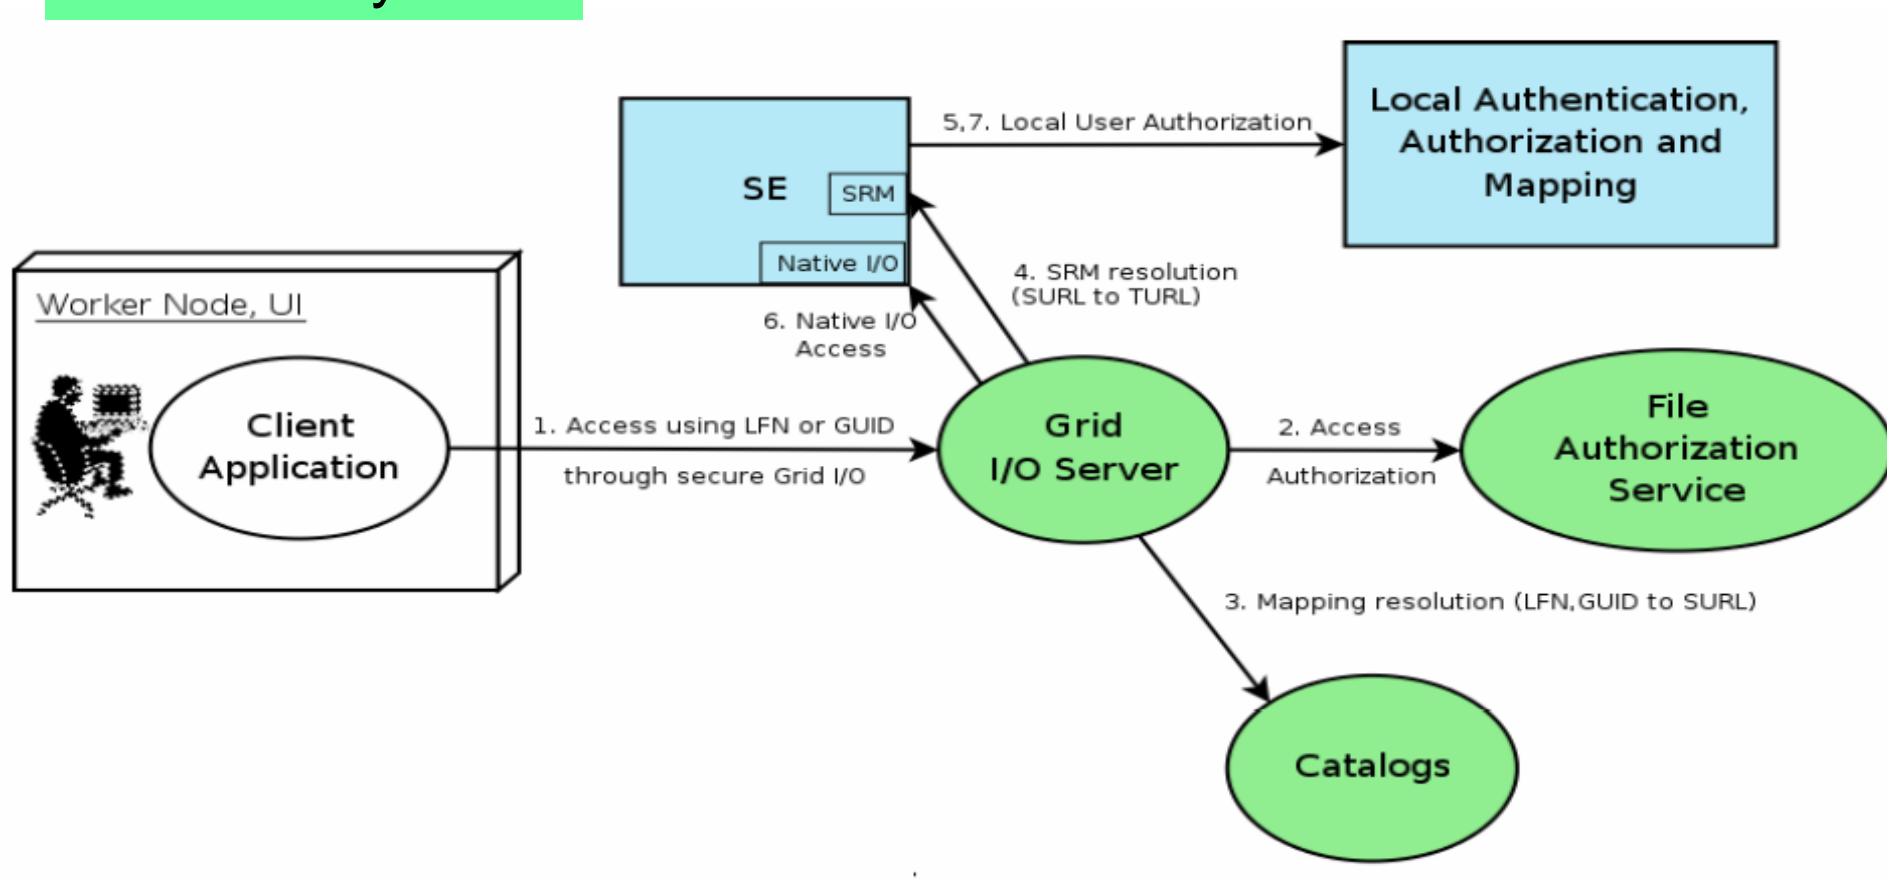 Local Authentication,
Authorization and
Mapping
5,7. Local User Authorization
SE
SRM
Native I/O
4. SRM resolution
(SURL to TURL)
Worker Node, UI
6. Native I/O
Access
Client
Application
1. Access using LFN or GUID
through secure Grid I/O
Grid
I/O Server
2. Access
Authorization
File
Authorization
Service
3. Mapping resolution (LFN,GUID to SURL)
Catalogs